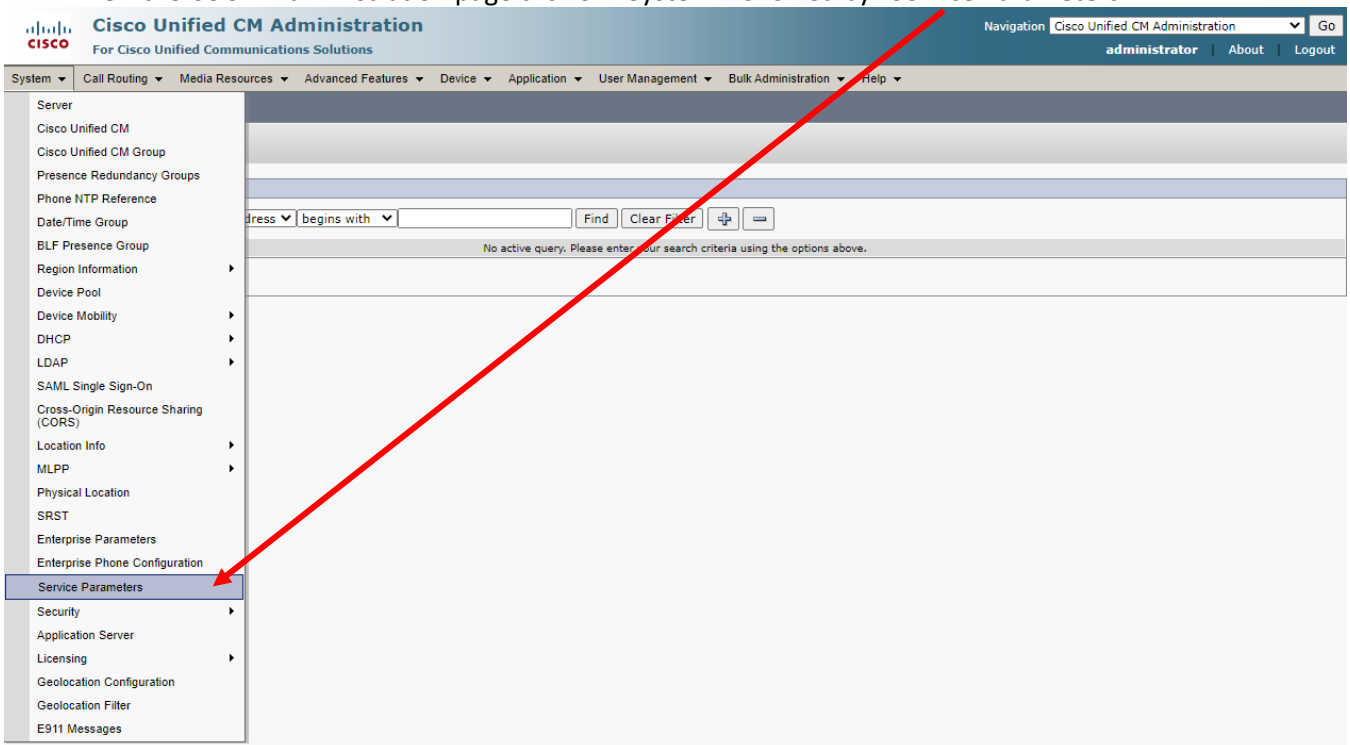 Cisco Unified CM Administration
Navigation Cisco Unified CM Administration Go
CISCO For Cisco Unified Communications Solutions
administrator | About | Logout
System Call Routing Media Resources Advanced Features Device Application User Management Bulk Administration Help
Server
Cisco Unified CM
Cisco Unified CM Group
Presence Redundancy Groups
Phone NTP Reference
Date/Time Group
dress begins with Find Clear Filter
BLF Presence Group
No active query. Please enter your search criteria using the options above.
Region Information
Device Pool
Device Mobility
DHCP
LDAP
SAML Single Sign-On
Cross-Origin Resource Sharing
(CORS)
Location Info
MLPP
Physical Location
SRST
Enterprise Parameters
Enterprise Phone Configuration
Service Parameters
Security
Application Server
Licensing
Geolocation Configuration
Geolocation Filter
E911 Messages